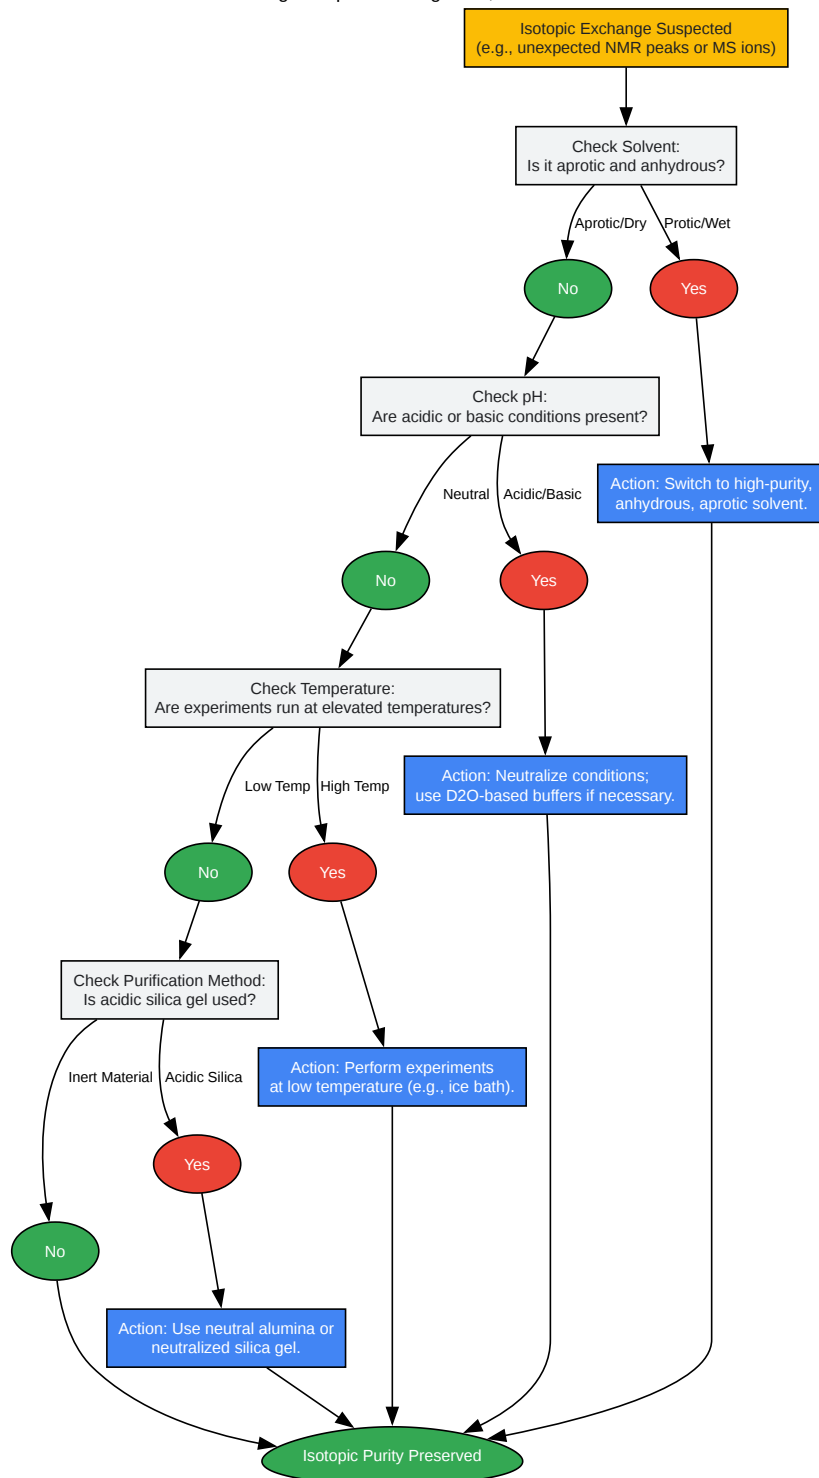 Isotopic Exchange Suspected
(e.g., unexpected NMR peaks or MS ions)
Check Solvent:
Is it aprotic and anhydrous?
Aprotic/Dry
Protic/Wet
No
Yes
Check pH:
Are acidic or basic conditions present?
Action: Switch to high-purity,
anhydrous, aprotic solvent.
Neutral
Acidic/Basic
No
Yes
Check Temperature:
Are experiments run at elevated temperatures?
Action: Neutralize conditions;
use D2O-based buffers if necessary.
Low Temp
High Temp
No
Yes
Check Purification Method:
Is acidic silica gel used?
Action: Perform experiments
at low temperature (e.g., ice bath).
Inert Material
Acidic Silica
Yes
No
Action: Use neutral alumina or
neutralized silica gel.
Isotopic Purity Preserved